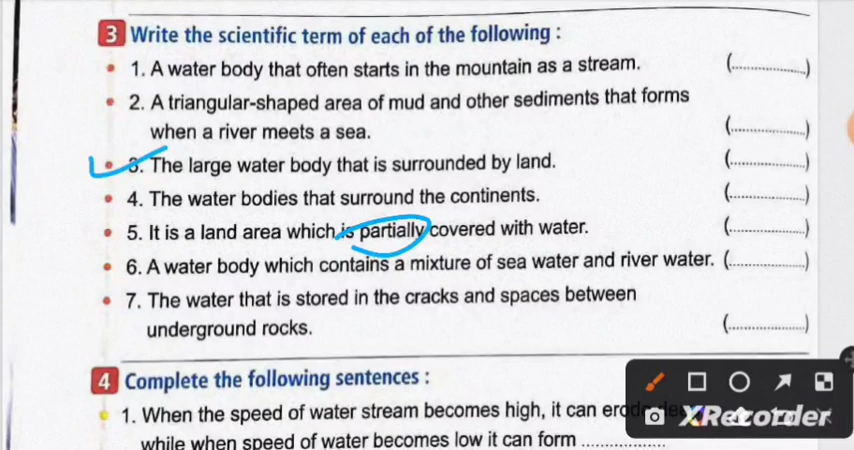 3 Write the scientific term of each of the following :
1. A water body that often starts in the mountain as a stream. (................)
2. A triangular-shaped area of mud and other sediments that forms
when a river meets a sea. (................)
3. The large water body that is surrounded by land. (................)
4. The water bodies that surround the continents. (................)
5. It is a land area which is partially covered with water. (................)
6. A water body which contains a mixture of sea water and river water. (................)
7. The water that is stored in the cracks and spaces between
underground rocks. (................)
4 Complete the following sentences :
1. When the speed of water stream becomes high, it can erode
while when speed of water becomes low it can form ................
XRecorder